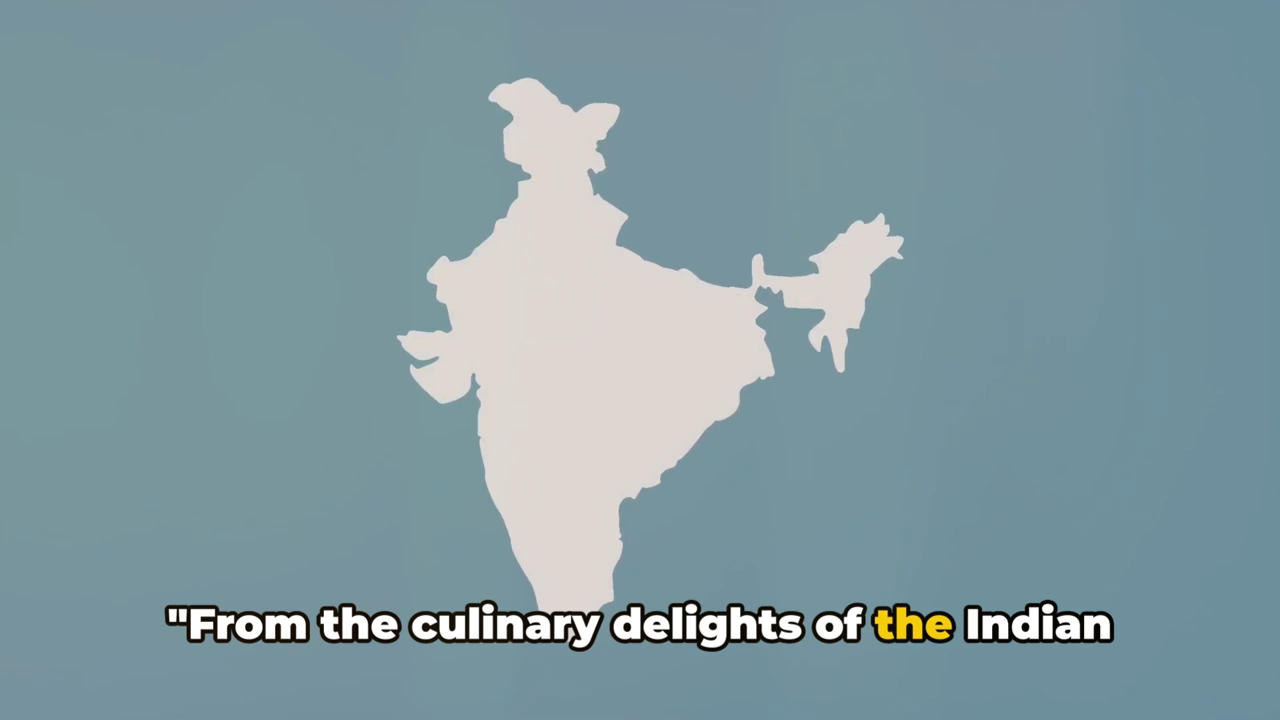 "From the culinary delights of the Indian